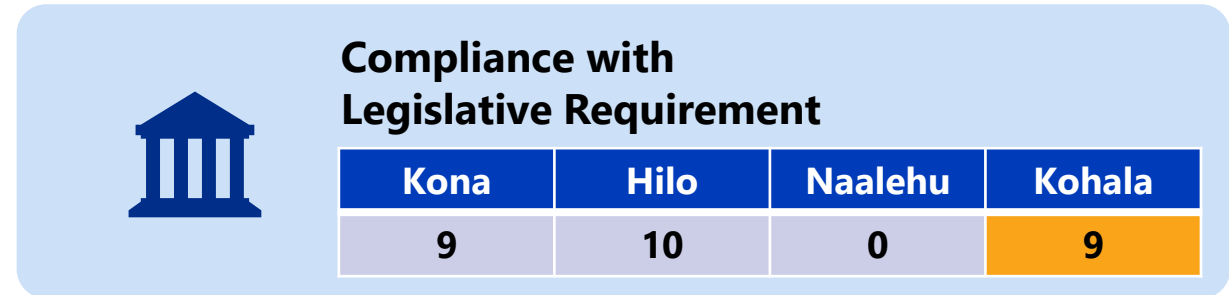 Compliance with
Legislative Requirement
Kona Hilo Naalehu Kohala
9 10 0 9